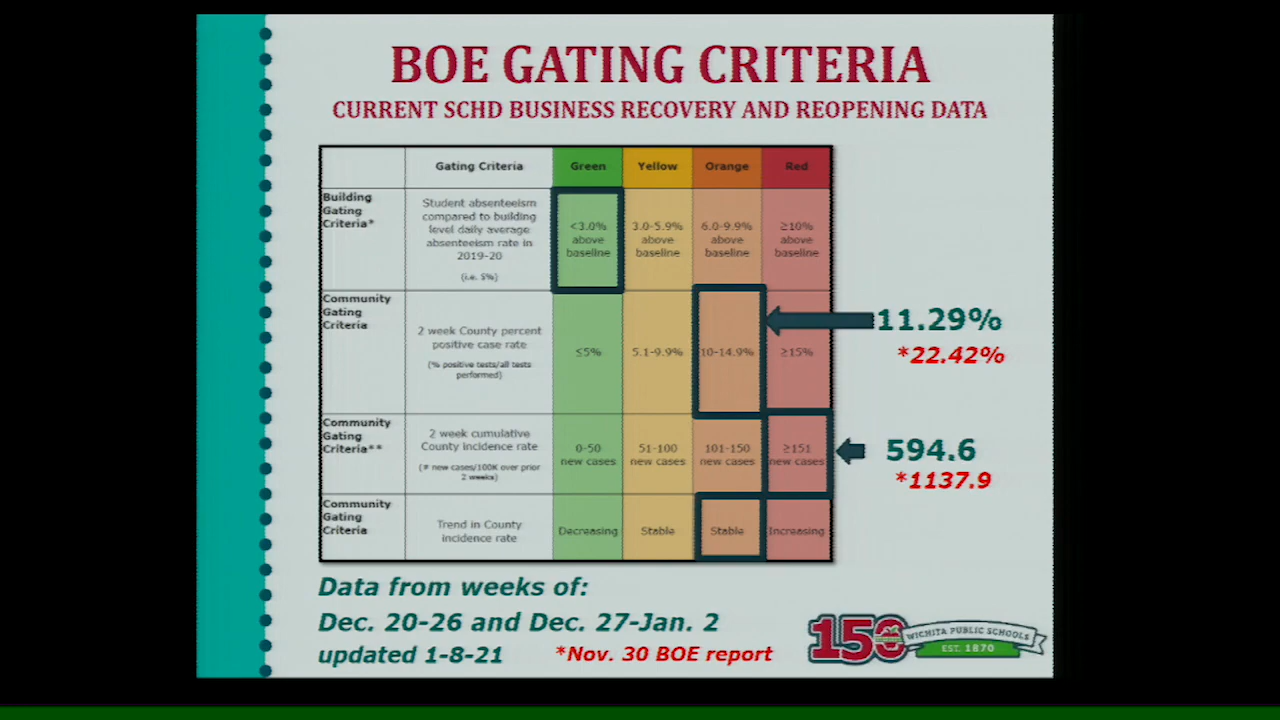 BOE GATING CRITERIA
CURRENT SCHD BUSINESS RECOVERY AND REOPENING DATA
Gating Criteria Green Yellow Orange Red
Building
Gating
Criteria*
Student absenteeism
compared to building
level daily average
absenteeism rate in
2019-20
(i.e. 5%)
<3.0%
above
baseline
3.0-5.9%
above
baseline
6.0-9.9%
above
baseline
≥10%
above
baseline
Community
Gating
Criteria
2 week County percent
positive case rate
(% positive tests/all tests
performed)
≤5%
5.1-9.9%
10-14.9%
≥15%
11.29%
*22.42%
Community
Gating
Criteria**
2 week cumulative
County incidence rate
(# new cases/100K over prior
2 weeks)
0-50
new cases
51-100
new cases
101-150
new cases
≥151
new cases
594.6
*1137.9
Community
Gating
Criteria
Trend in County
incidence rate
Decreasing
Stable
Stable
Increasing
Data from weeks of:
Dec. 20-26 and Dec. 27-Jan. 2
updated 1-8-21
*Nov. 30 BOE report
150
WICHITA PUBLIC SCHOOLS
EST. 1870